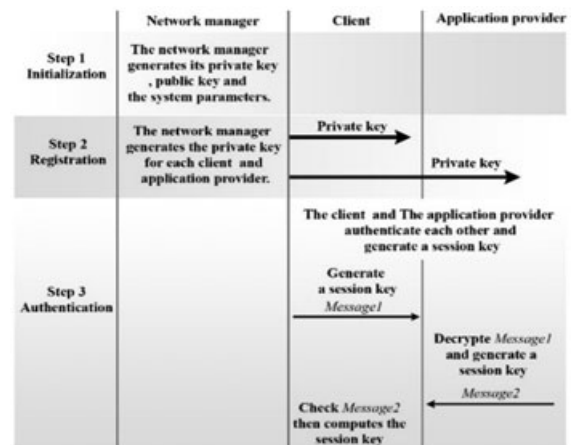 Network manager
Client
Application provider
Step 1
Initialization
The network manager
generates its private key
, public key and
the system parameters.
Step 2
Registration
The network manager
generates the private key
for each client and
application provider.
Private key
Private key
Step 3
Authentication
The client and The application provider
authenticate each other and
generate a session key
Generate
a session key
Message1
Decrypte Message1
and generate a
session key
Message2
Check Message2
then computes the
session key